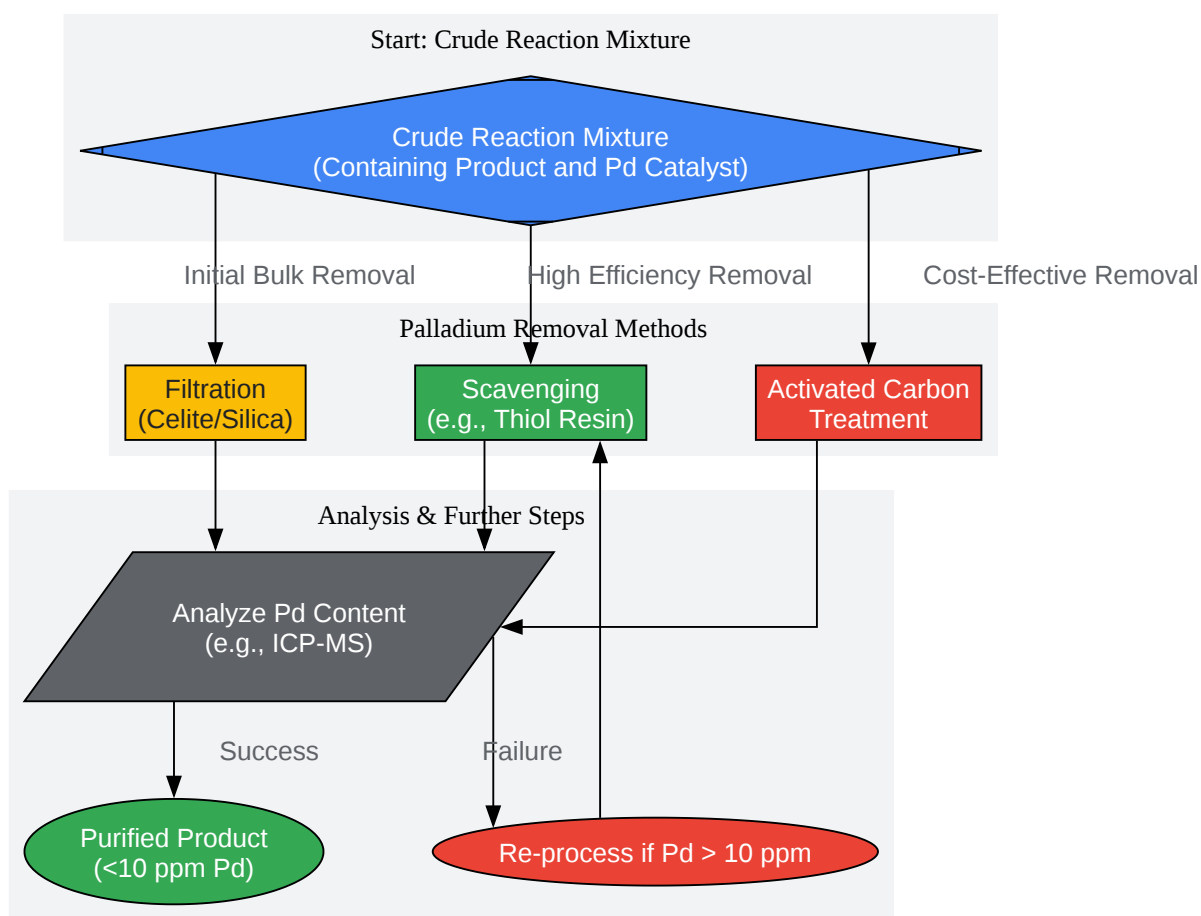 Start: Crude Reaction Mixture
Crude Reaction Mixture
(Containing Product and Pd Catalyst)
Initial Bulk Removal
High Efficiency Removal
Cost-Effective Removal
Palladium Removal Methods
Filtration
(Celite/Silica)
Scavenging
(e.g., Thiol Resin)
Activated Carbon
Treatment
Analysis & Further Steps
Analyze Pd Content
(e.g., ICP-MS)
Success
Failure
Purified Product
(<10 ppm Pd)
Re-process if Pd > 10 ppm